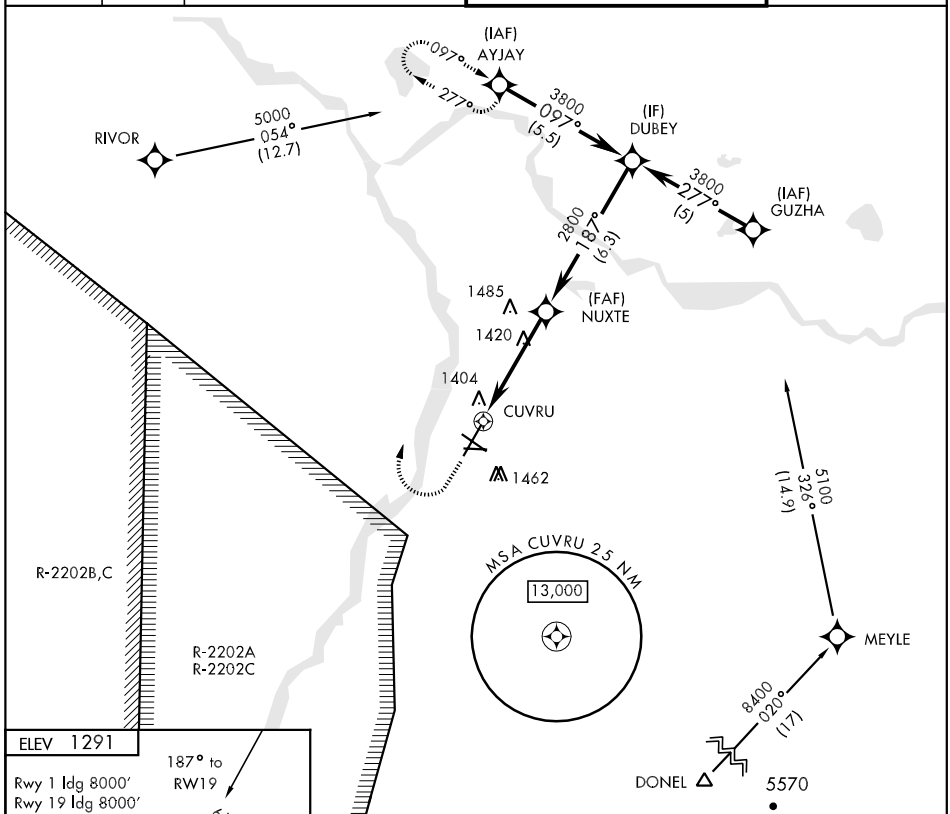 (IAF)
AYJAY
097°
277°
3800
097°
(5.5)
(IF)
DUBEY
5000
054°
(12.7)
RIVOR
3800
277°
(5)
(IAF)
GUZHA
2800
187°
(6.3)
1485
(FAF)
NUXTE
1420
1404
CUVRU
1462
5100
326°
(14.9)
MSA CUVRU 25 NM
13,000
R-2202B,C
R-2202A
R-2202C
MEYLE
8400
020°
(17)
DONEL
5570
ELEV 1291
187° to
RW19
Rwy 1 ldg 8000'
Rwy 19 ldg 8000'